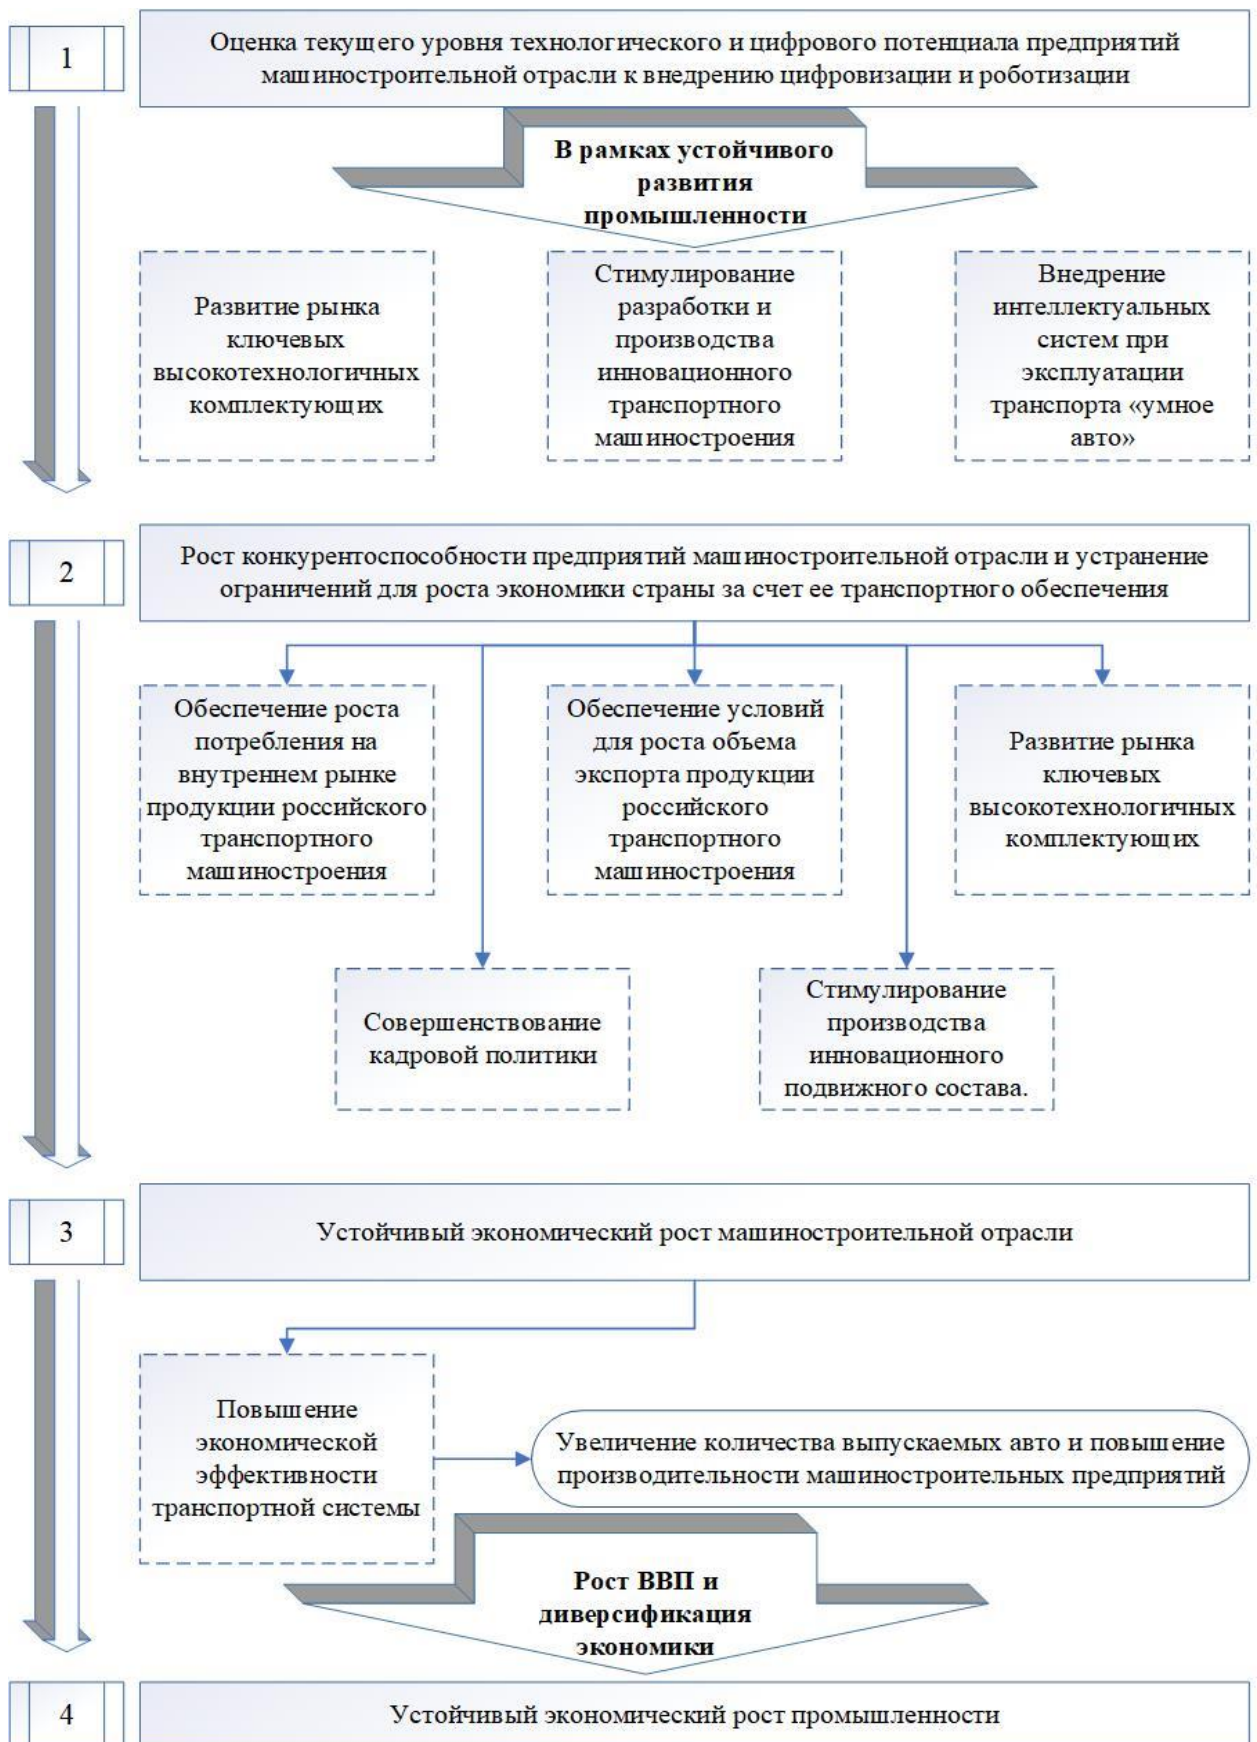 1
Оценка текущего уровня технологического и цифрового потенциала предприятий
машиностроительной отрасли к внедрению цифровизации и роботизации
В рамках устойчивого
развития
промышленности
Развитие рынка
ключевых
высокотехнологичных
комплектующих
Стимулирование
разработки и
производства
инновационного
транспортного
машиностроения
Внедрение
интеллектуальных
систем при
эксплуатации
транспорта «умное
авто»
2
Рост конкурентоспособности предприятий машиностроительной отрасли и устранение
ограничений для роста экономики страны за счет ее транспортного обеспечения
Обеспечение роста
потребления на
внутреннем рынке
продукции российского
транспортного
машиностроения
Обеспечение условий
для роста объема
экспорта продукции
российского
транспортного
машиностроения
Развитие рынка
ключевых
высокотехнологичных
комплектующих
Совершенствование
кадровой политики
Стимулирование
производства
инновационного
подвижного состава.
3
Устойчивый экономический рост машиностроительной отрасли
Повышение
экономической
эффективности
транспортной системы
Увеличение количества выпускаемых авто и повышение
производительности машиностроительных предприятий
Рост ВВП и
диверсификация
экономики
4
Устойчивый экономический рост промышленности